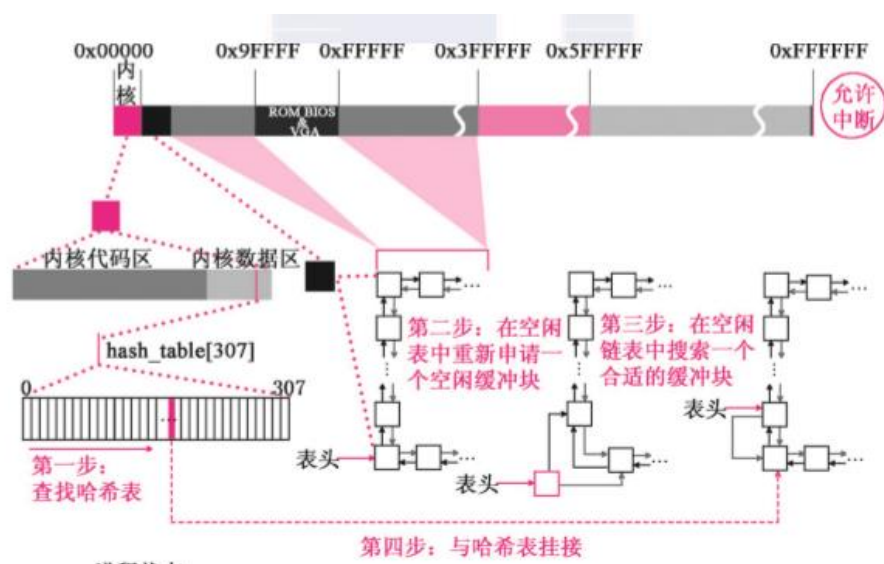 0x00000
0x9FFFF
0xFFFFF
0x3FFFFF
0x5FFFFF
0xFFFFFF
内
核
ROM BIOS
&
VGA
允许
中断
内核代码区
内核数据区
hash_table[307]
0
307
...
第一步：
查找哈希表
第二步：在空闲
表中重新申请一
个空闲缓冲块
表头
第三步：在空闲
链表中搜索一个
合适的缓冲块
表头
表头
第四步：与哈希表挂接